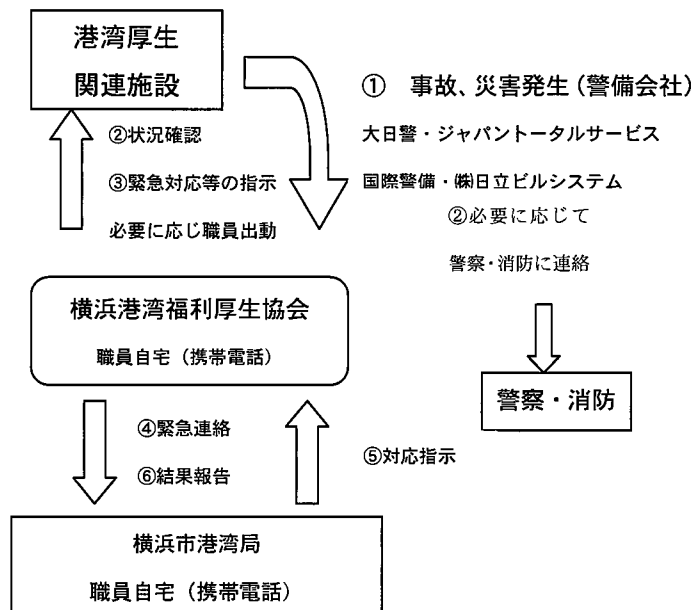 港湾厚生
関連施設
① 事故、災害発生（警備会社）
②状況確認
大日警・ジャパントータルサービス
③緊急対応等の指示
国際警備・㈱日立ビルシステム
必要に応じ職員出動
②必要に応じて
警察・消防に連絡
横浜港湾福利厚生協会
職員自宅（携帯電話）
警察・消防
④緊急連絡
⑥結果報告
⑤対応指示
横浜市港湾局
職員自宅（携帯電話）